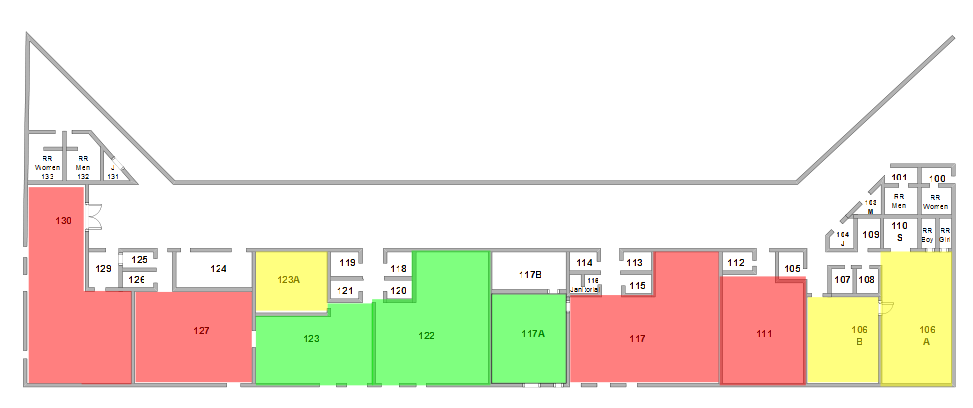 RR
Women
133
RR
Men
132
J
131
130
129
125
126
124
127
123A
119
121
118
120
123
122
117B
117A
114
116
Janitorial
113
115
117
112
105
111
101
100
RR
Men
RR
Women
103
M
104
J
109
110
S
RR
Boy
RR
Girl
107
108
106
B
106
A